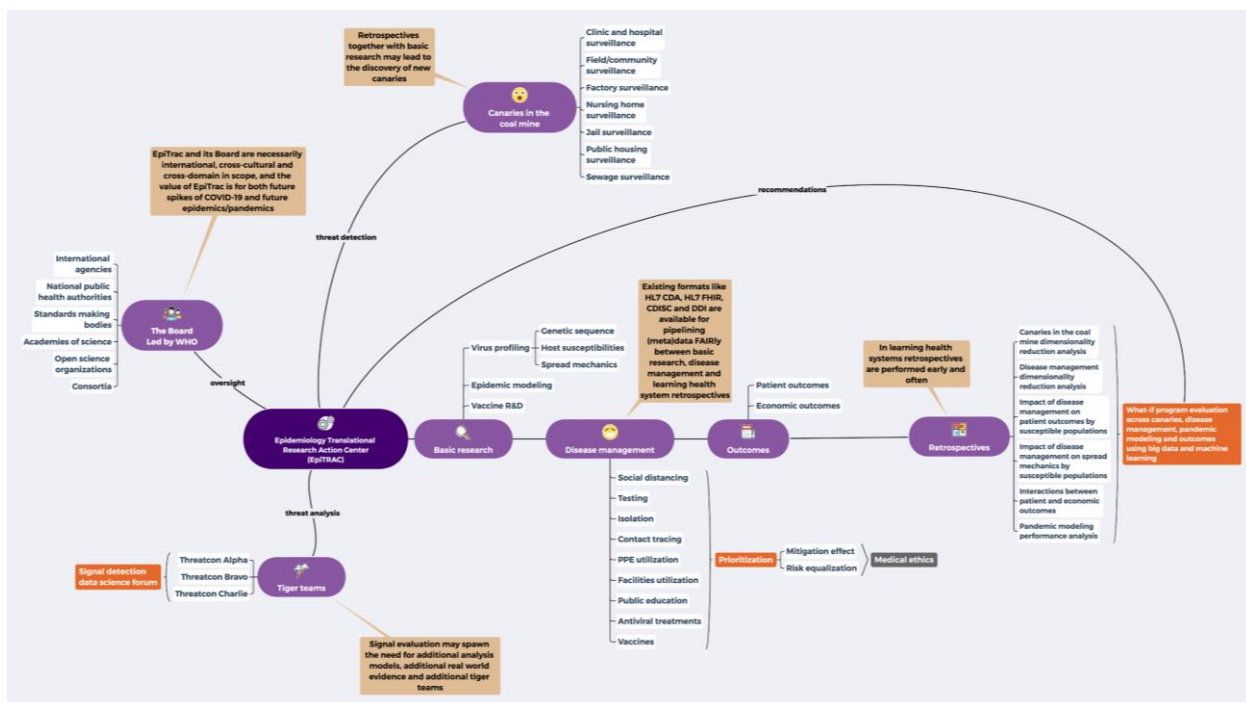 Retrospectives
together with basic
research may lead to
the discovery of new
canaries
Canaries in the
coal mine
Clinic and hospital
surveillance
Field/community
surveillance
Factory surveillance
Nursing home
surveillance
Jail surveillance
Public housing
surveillance
Sewage surveillance
EpiTrac and its Board are necessarily
international, cross-cultural and
cross-domain in scope, and the
value of EpiTrac is for both future
spikes of COVID-19 and future
epidemics/pandemics
threat detection
recommendations
International
agencies
National public
health authorities
Standards making
bodies
Academies of science
Open science
organizations
Consortia
The Board
Led by WHO
oversight
Epidemiology Translational
Research Action Center
(EpiTRAC)
Virus profiling
Genetic sequence
Host susceptibilities
Spread mechanics
Epidemic modeling
Vaccine R&D
Basic research
Existing formats like
HL7 CDA, HL7 FHIR,
CDISC and DDI are
available for
pipelining
(meta)data FAIRly
between basic
research, disease
management and
learning health
system retrospectives
Disease management
Patient outcomes
Economic outcomes
Outcomes
In learning health
systems retrospectives
are performed early and
often
Retrospectives
Canaries in the coal
mine dimensionality
reduction analysis
Disease management
dimensionality
reduction analysis
Impact of disease
management on
patient outcomes by
susceptible populations
Impact of disease
management on spread
mechanics by
susceptible populations
Interactions between
patient and economic
outcomes
Pandemic modeling
performance analysis
What-if program evaluation
across canaries, disease
management, pandemic
modeling and outcomes
using big data and machine
learning
Social distancing
Testing
Isolation
Contact tracing
PPE utilization
Facilities utilization
Public education
Antiviral treatments
Vaccines
Prioritization
Mitigation effect
Risk equalization
Medical ethics
threat analysis
Signal detection
data science forum
Threatcon Alpha
Threatcon Bravo
Threatcon Charlie
Tiger teams
Signal evaluation may spawn
the need for additional analysis
models, additional real world
evidence and additional tiger
teams